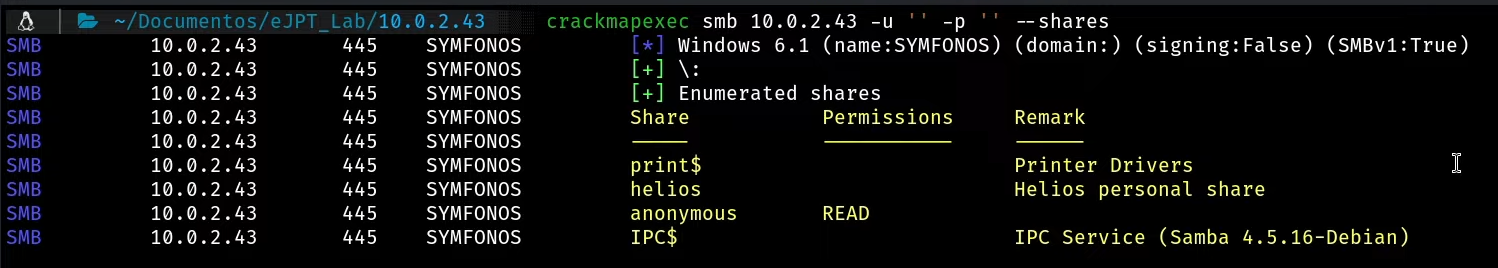 ~/Documentos/eJPT_Lab/10.0.2.43 crackmapexec smb 10.0.2.43 -u '' -p '' --shares
SMB 10.0.2.43 445 SYMFONOS [*] Windows 6.1 (name:SYMFONOS) (domain:) (signing:False) (SMBv1:True)
SMB 10.0.2.43 445 SYMFONOS [+] \:
SMB 10.0.2.43 445 SYMFONOS [+] Enumerated shares
SMB 10.0.2.43 445 SYMFONOS Share Permissions Remark
SMB 10.0.2.43 445 SYMFONOS ----- ----------- ------
SMB 10.0.2.43 445 SYMFONOS print$ Printer Drivers
SMB 10.0.2.43 445 SYMFONOS helios Helios personal share
SMB 10.0.2.43 445 SYMFONOS anonymous READ
SMB 10.0.2.43 445 SYMFONOS IPC$ IPC Service (Samba 4.5.16-Debian)